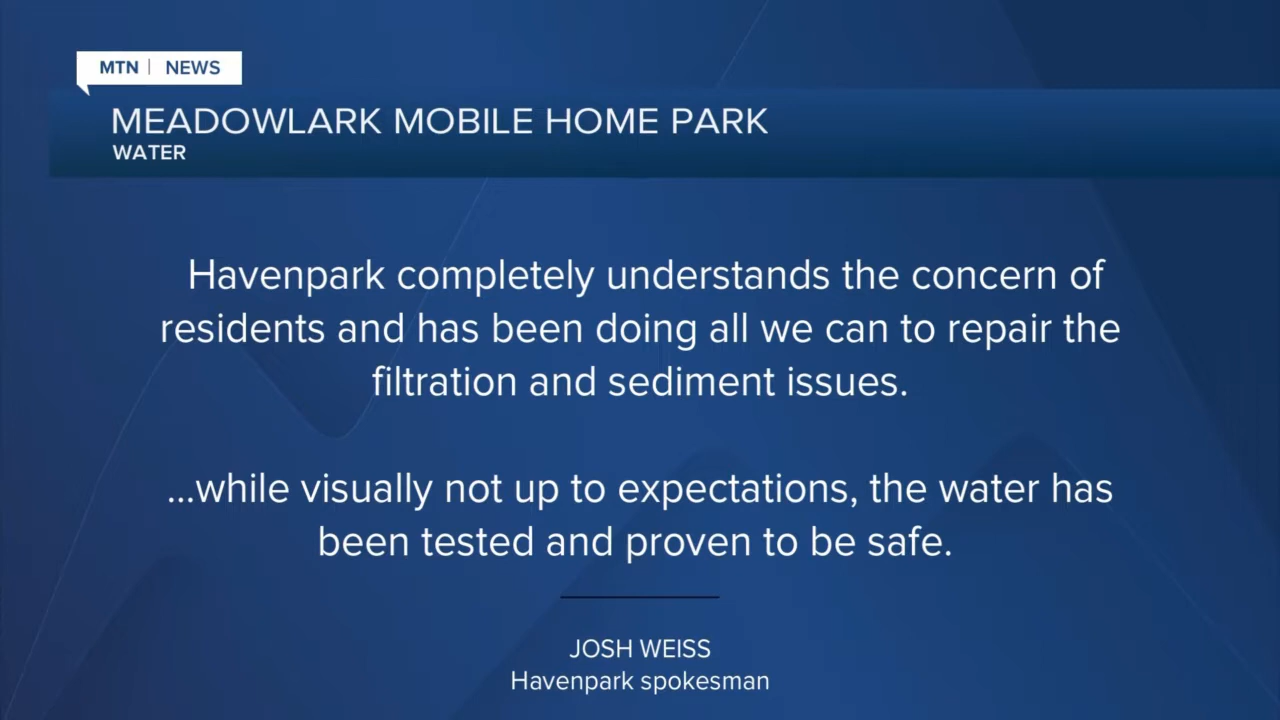 MTN | NEWS
MEADOWLARK MOBILE HOME PARK
WATER
Havenpark completely understands the concern of
residents and has been doing all we can to repair the
filtration and sediment issues.
...while visually not up to expectations, the water has
been tested and proven to be safe.
JOSH WEISS
Havenpark spokesman